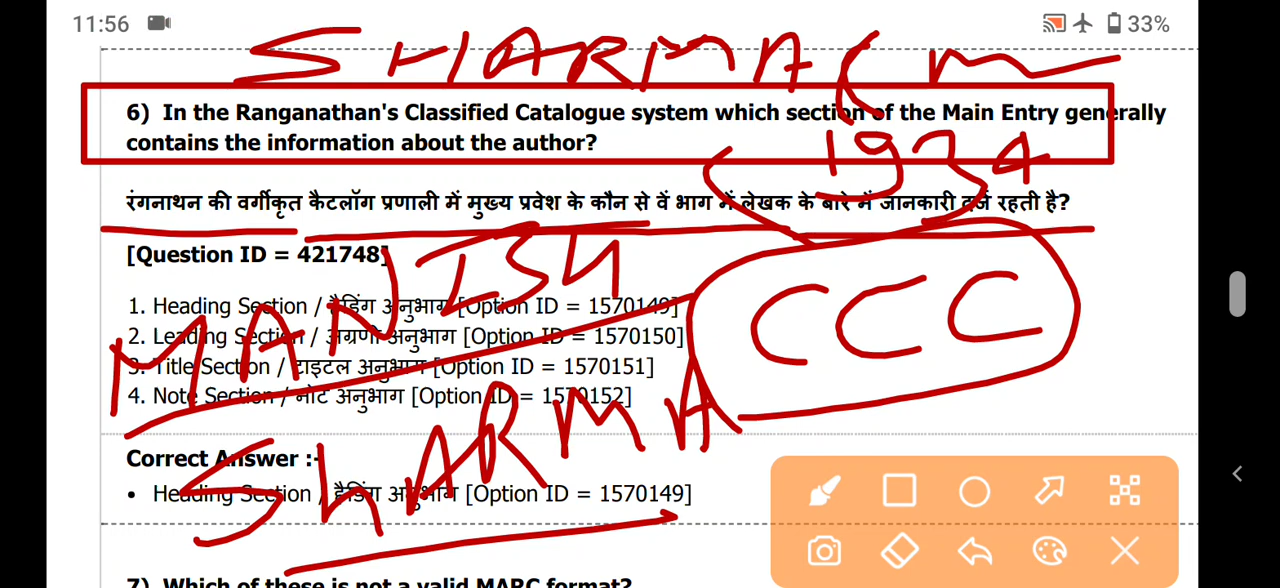 11:56 33%
SHARMA (M
6) In the Ranganathan's Classified Catalogue system which section of the Main Entry generally
contains the information about the author?
1934
रंगनाथन की वर्गीकृत कैटलॉग प्रणाली में मुख्य प्रवेश के कौन से वें भाग में लेखक के बारे में जानकारी दर्ज रहती है?
[Question ID = 421748]
MANISH
CCC
1. Heading Section / हैडिंग अनुभाग [Option ID = 1570149]
2. Leading Section / अग्रणी अनुभाग [Option ID = 1570150]
3. Title Section / टाइटल अनुभाग [Option ID = 1570151]
4. Note Section / नोट अनुभाग [Option ID = 1570152]
SHARMA
Correct Answer :-
• Heading Section / हैडिंग अनुभाग [Option ID = 1570149]
7) Which of these is not a valid MARC format?